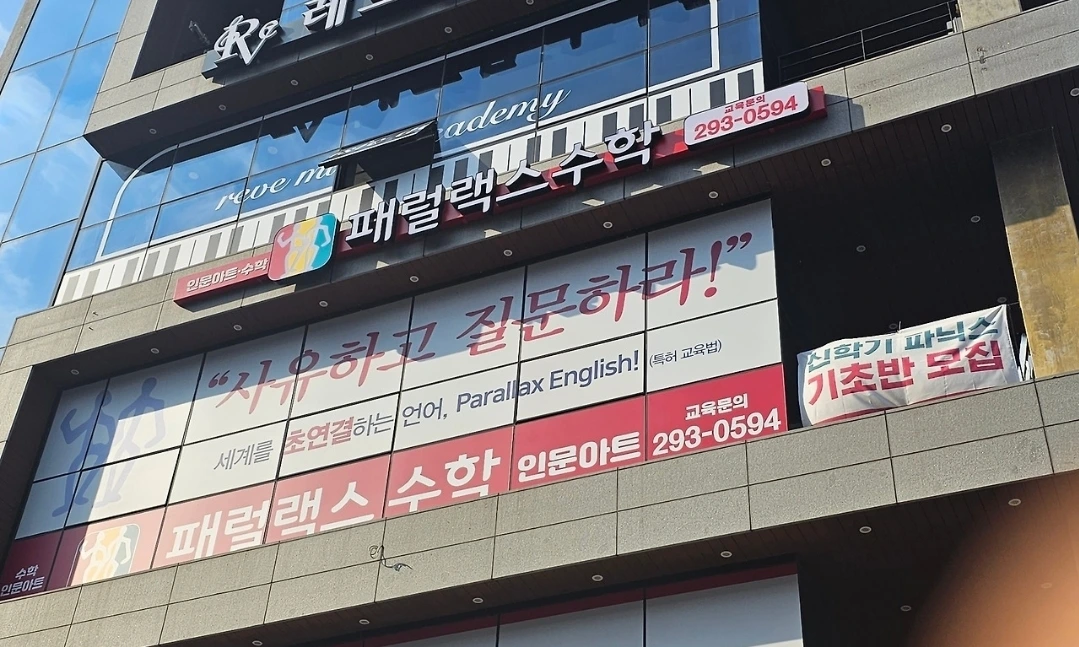 Rev 레
reve mu academy
교육문의
293-0594
인문아트·수학 패럴랙스수학
"사유하고 질문하라!"
세계를 초연결하는 언어, Parallax English! (특허 교육법)
패럴랙스수학 인문아트
교육문의
293-0594
수학
인문아트
신학기 파닉스
기초반 모집